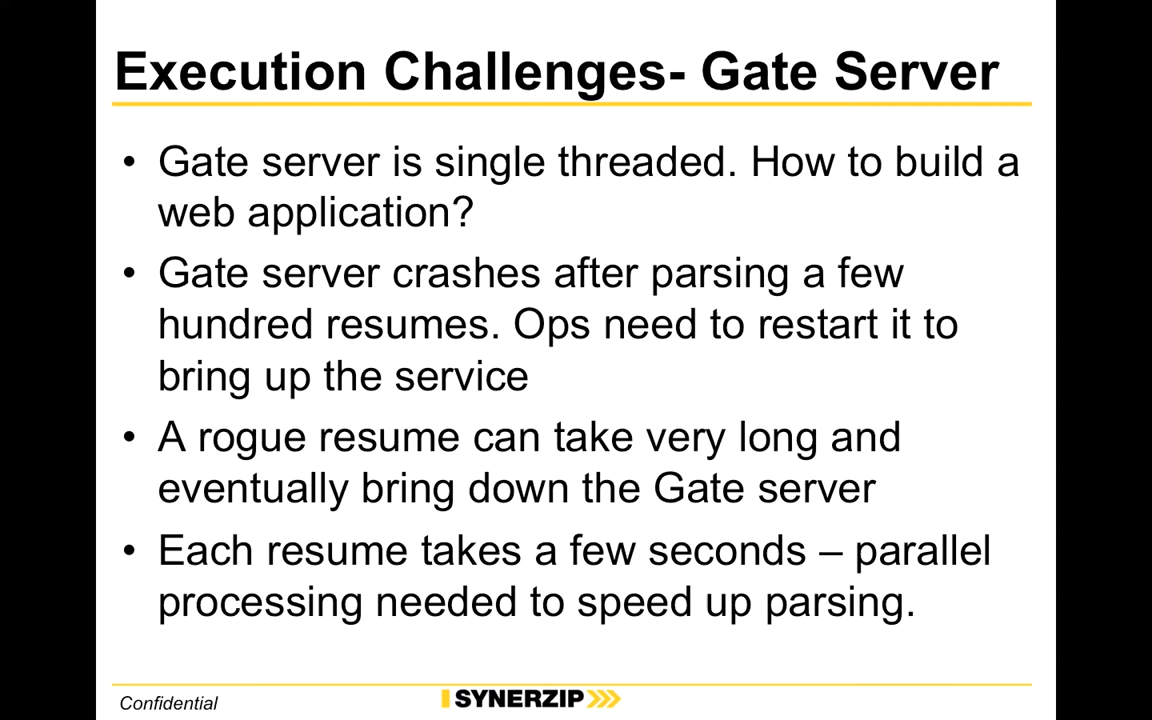 Execution Challenges- Gate Server
• Gate server is single threaded. How to build a
web application?
• Gate server crashes after parsing a few
hundred resumes. Ops need to restart it to
bring up the service
• A rogue resume can take very long and
eventually bring down the Gate server
• Each resume takes a few seconds – parallel
processing needed to speed up parsing.
Confidential
SYNERZIP